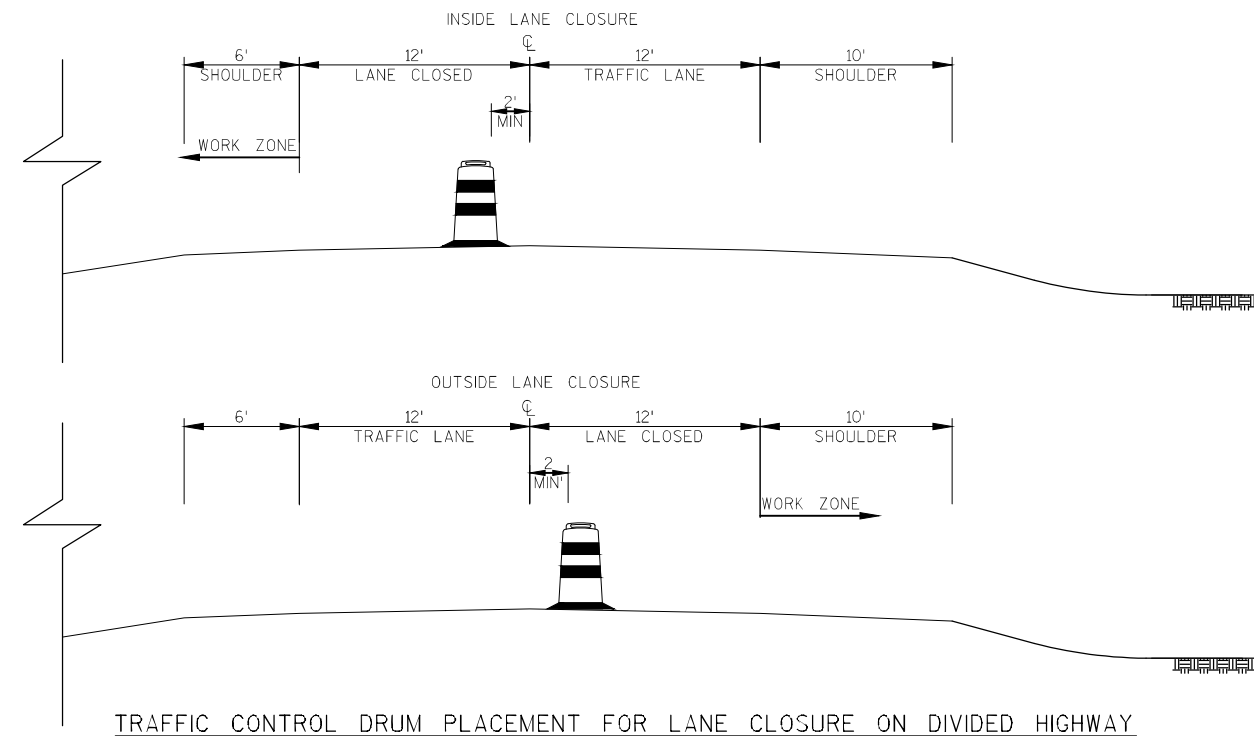 INSIDE LANE CLOSURE
℄
6' 12' 12' 10'
SHOULDER LANE CLOSED TRAFFIC LANE SHOULDER
2'
MIN
WORK ZONE
OUTSIDE LANE CLOSURE
℄
6' 12' 12' 10'
TRAFFIC LANE LANE CLOSED SHOULDER
2
MIN'
WORK ZONE
TRAFFIC CONTROL DRUM PLACEMENT FOR LANE CLOSURE ON DIVIDED HIGHWAY